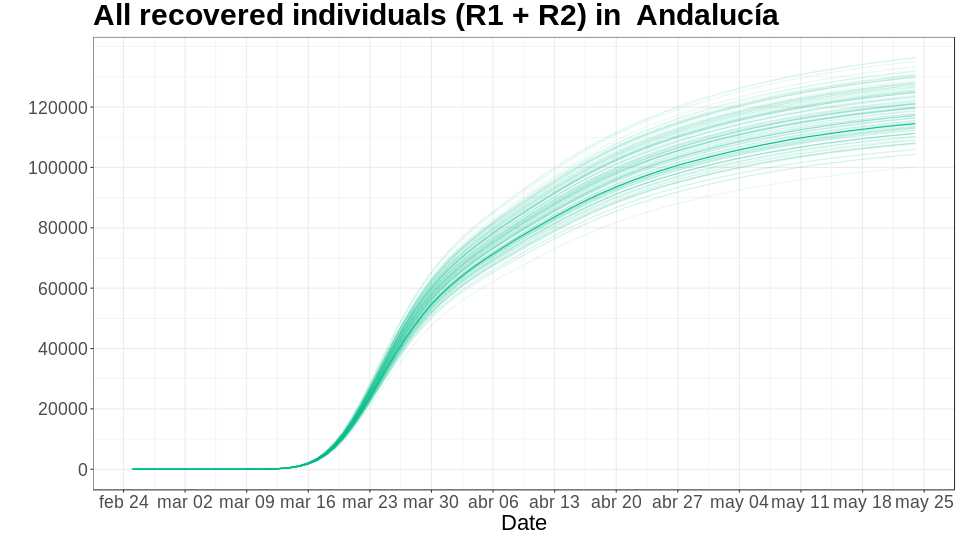 All recovered individuals (R1 + R2) in  Andalucía
120000
100000
80000
60000
40000
20000
0
feb 24 mar 02 mar 09 mar 16 mar 23 mar 30 abr 06 abr 13 abr 20 abr 27 may 04 may 11 may 18 may 25
Date